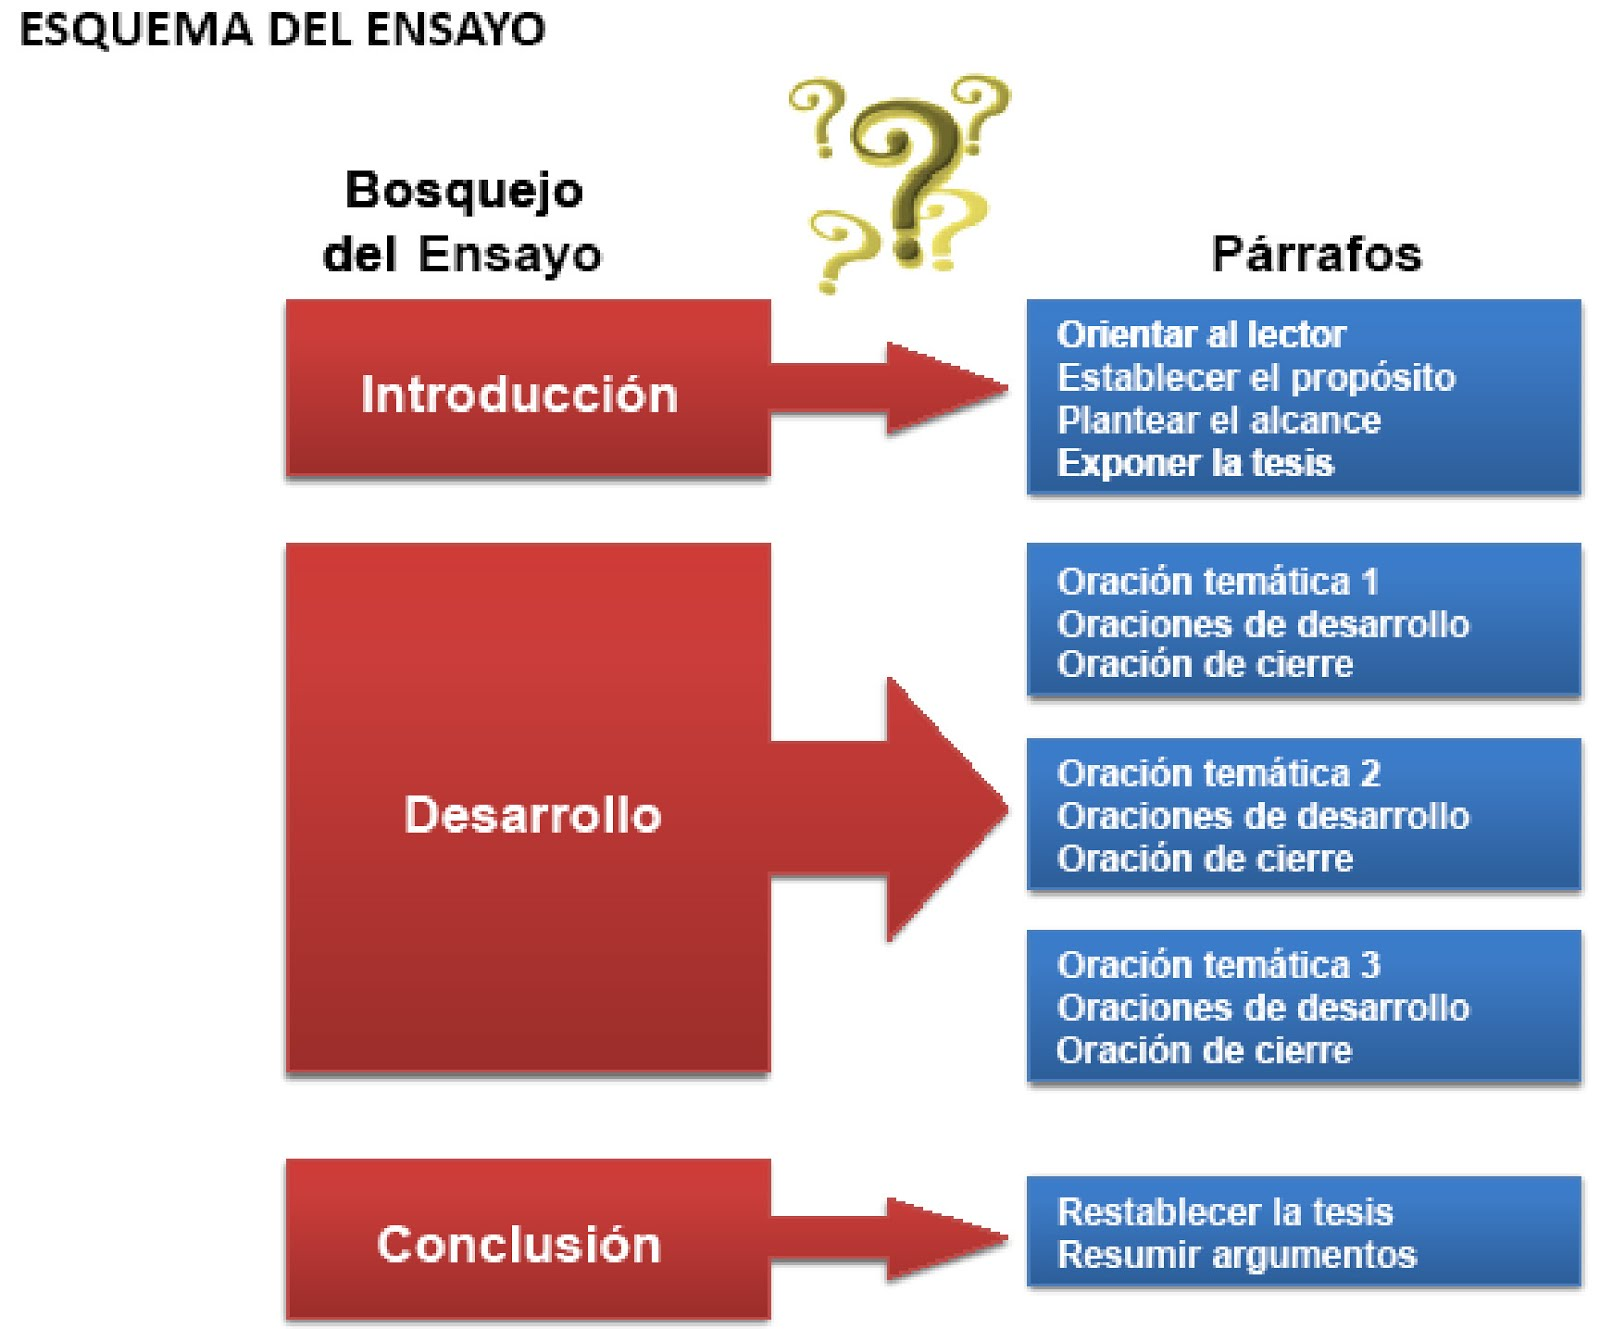 ESQUEMA DEL ENSAYO
Bosquejo
del Ensayo
Párrafos
Introducción
Orientar al lector
Establecer el propósito
Plantear el alcance
Exponer la tesis
Desarrollo
Oración temática 1
Oraciones de desarrollo
Oración de cierre
Oración temática 2
Oraciones de desarrollo
Oración de cierre
Oración temática 3
Oraciones de desarrollo
Oración de cierre
Conclusión
Restablecer la tesis
Resumir argumentos